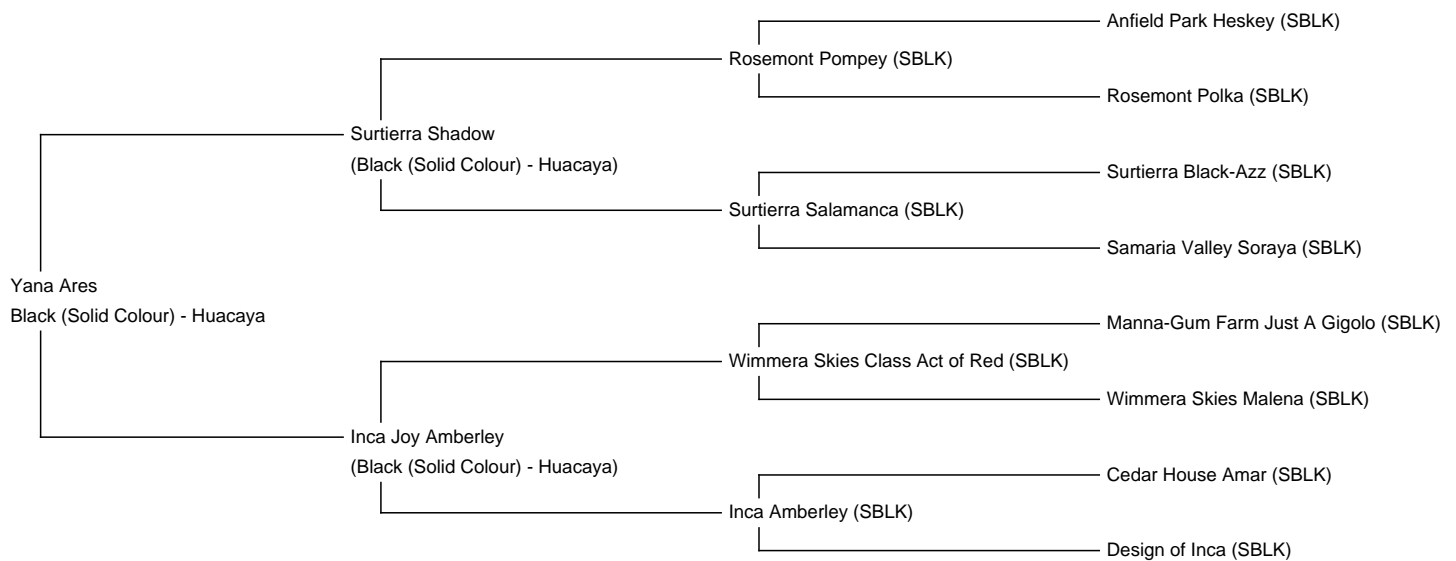 Anfield Park Heskey (SBLK)
Rosemont Pompey (SBLK)
Rosemont Polka (SBLK)
Surtierra Shadow
(Black (Solid Colour) - Huacaya)
Surtierra Black-Azz (SBLK)
Surtierra Salamanca (SBLK)
Samaria Valley Soraya (SBLK)
Yana Ares
Black (Solid Colour) - Huacaya
Manna-Gum Farm Just A Gigolo (SBLK)
Wimmera Skies Class Act of Red (SBLK)
Wimmera Skies Malena (SBLK)
Inca Joy Amberley
(Black (Solid Colour) - Huacaya)
Cedar House Amar (SBLK)
Inca Amberley (SBLK)
Design of Inca (SBLK)